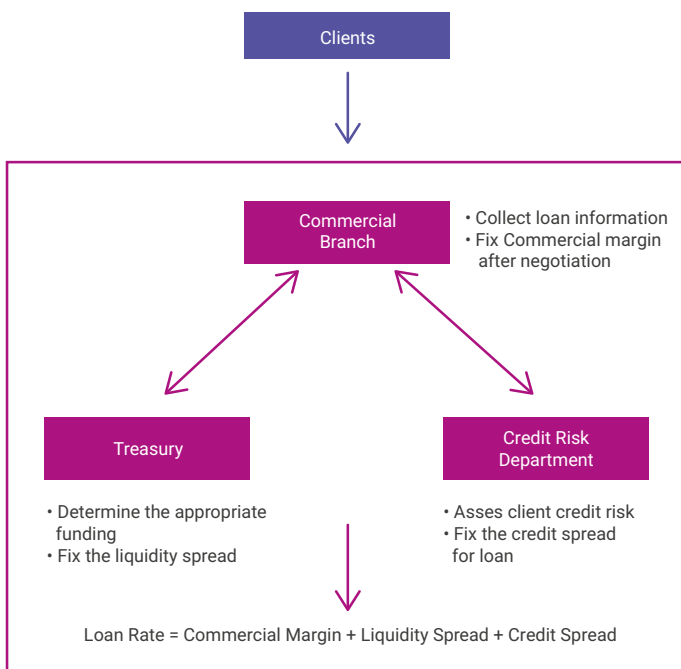 Clients
Commercial
Branch
• Collect loan information
• Fix Commercial margin
after negotiation
Treasury
Credit Risk
Department
• Determine the appropriate
funding
• Fix the liquidity spread
• Asses client credit risk
• Fix the credit spread
for loan
Loan Rate = Commercial Margin + Liquidity Spread + Credit Spread